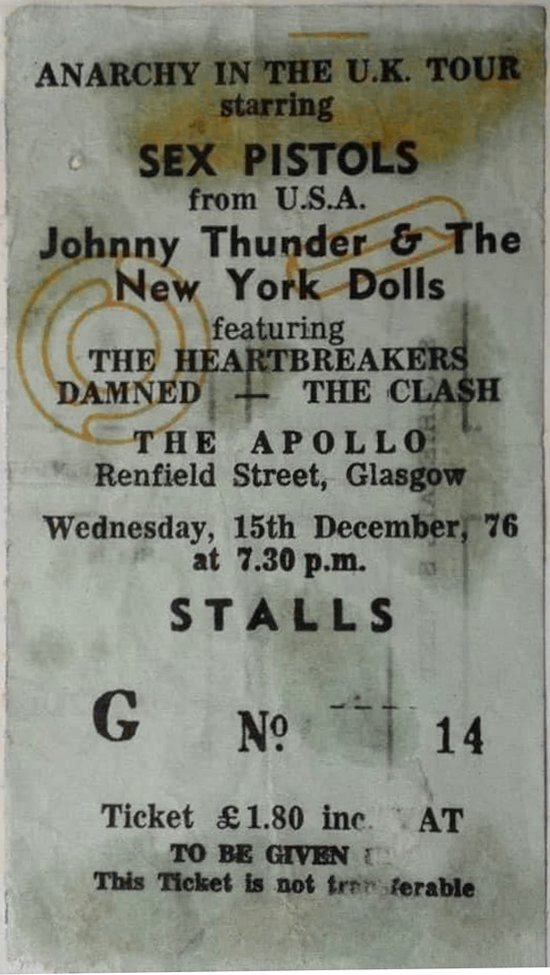 ANARCHY IN THE U.K. TOUR
starring
SEX PISTOLS
from U.S.A.
Johnny Thunder & The
New York Dolls
featuring
THE HEARTBREAKERS
DAMNED — THE CLASH
THE APOLLO
Renfield Street, Glasgow
Wednesday, 15th December, 76
at 7.30 p.m.
STALLS
G No 14
Ticket £1.80 inc. AT
TO BE GIVEN
This Ticket is not transferable